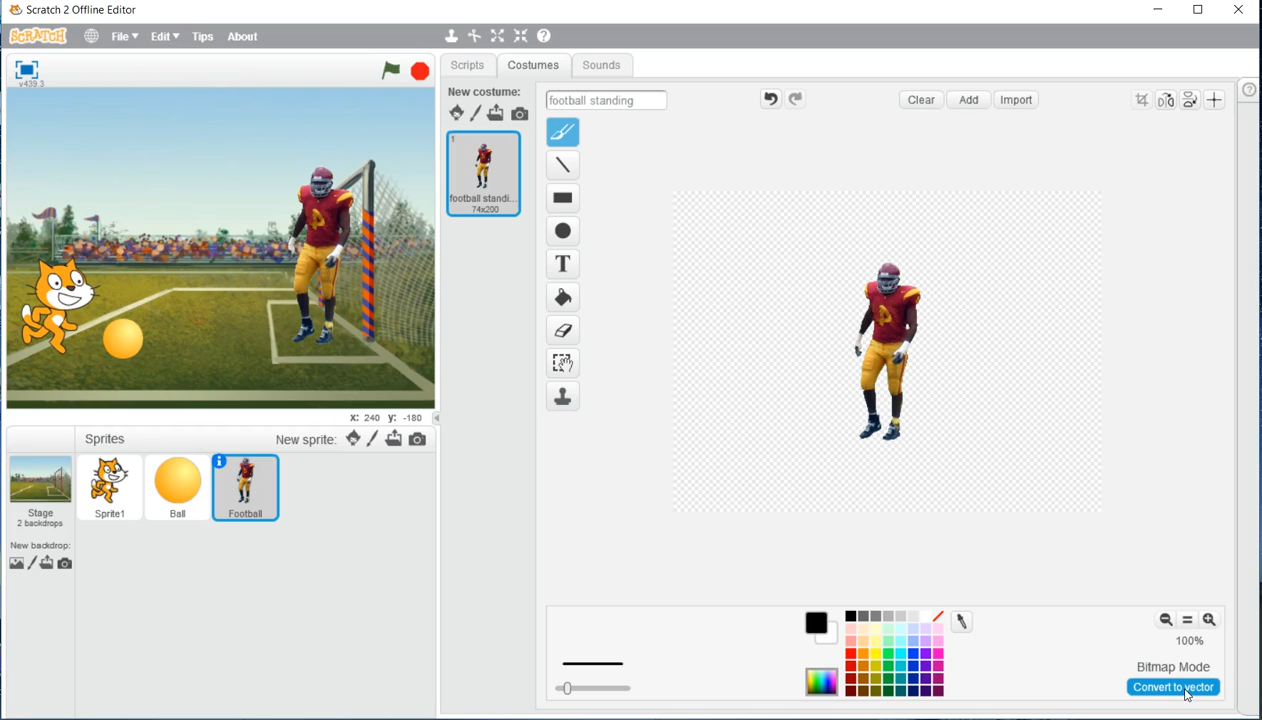 Scratch 2 Offline Editor
SCRATCH File Edit Tips About
v439.3
Scripts Costumes Sounds
New costume:
football standing
Clear Add Import
1
football standi...
74x200
T
x: 240 y: -180
Sprites New sprite:
Stage
2 backdrops
Sprite1 Ball Football
New backdrop:
100%
Bitmap Mode
Convert to vector